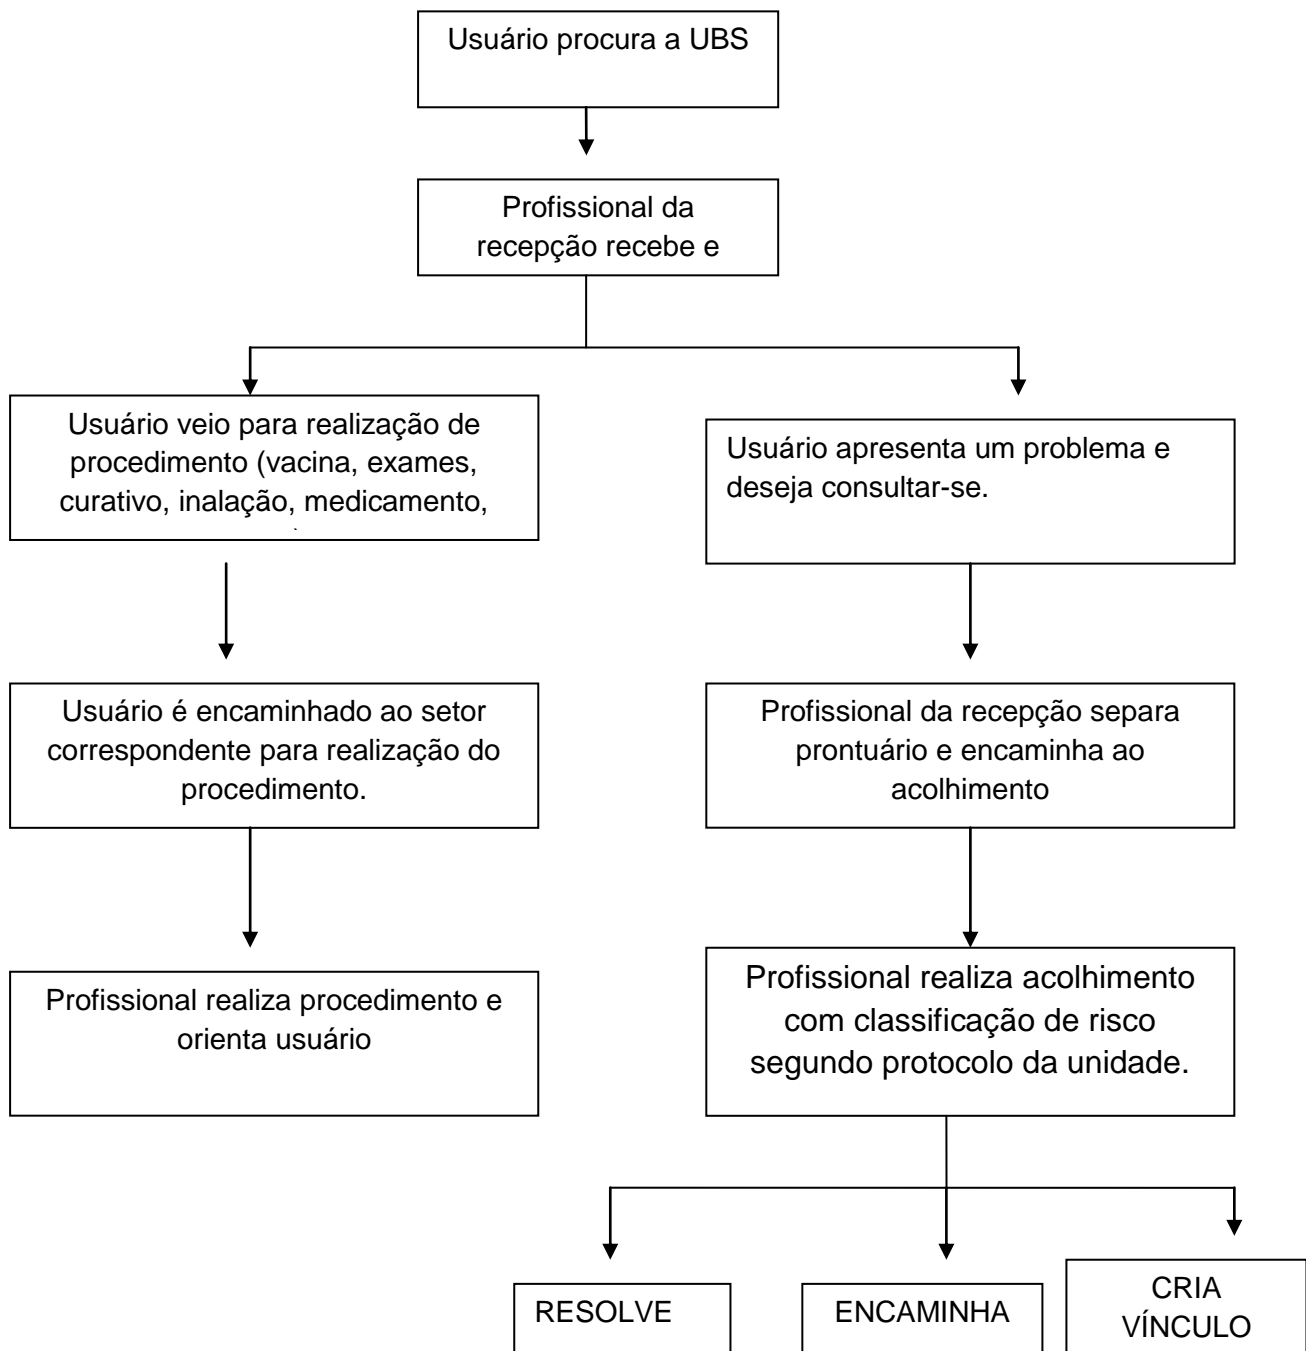 Usuário procura a UBS
Profissional da
recepção recebe e
Usuário veio para realização de
procedimento (vacina, exames,
curativo, inalação, medicamento,
Usuário apresenta um problema e
deseja consultar-se.
Usuário é encaminhado ao setor
correspondente para realização do
procedimento.
Profissional da recepção separa
prontuário e encaminha ao
acolhimento
Profissional realiza procedimento e
orienta usuário
Profissional realiza acolhimento
com classificação de risco
segundo protocolo da unidade.
RESOLVE
ENCAMINHA
CRIA
VÍNCULO